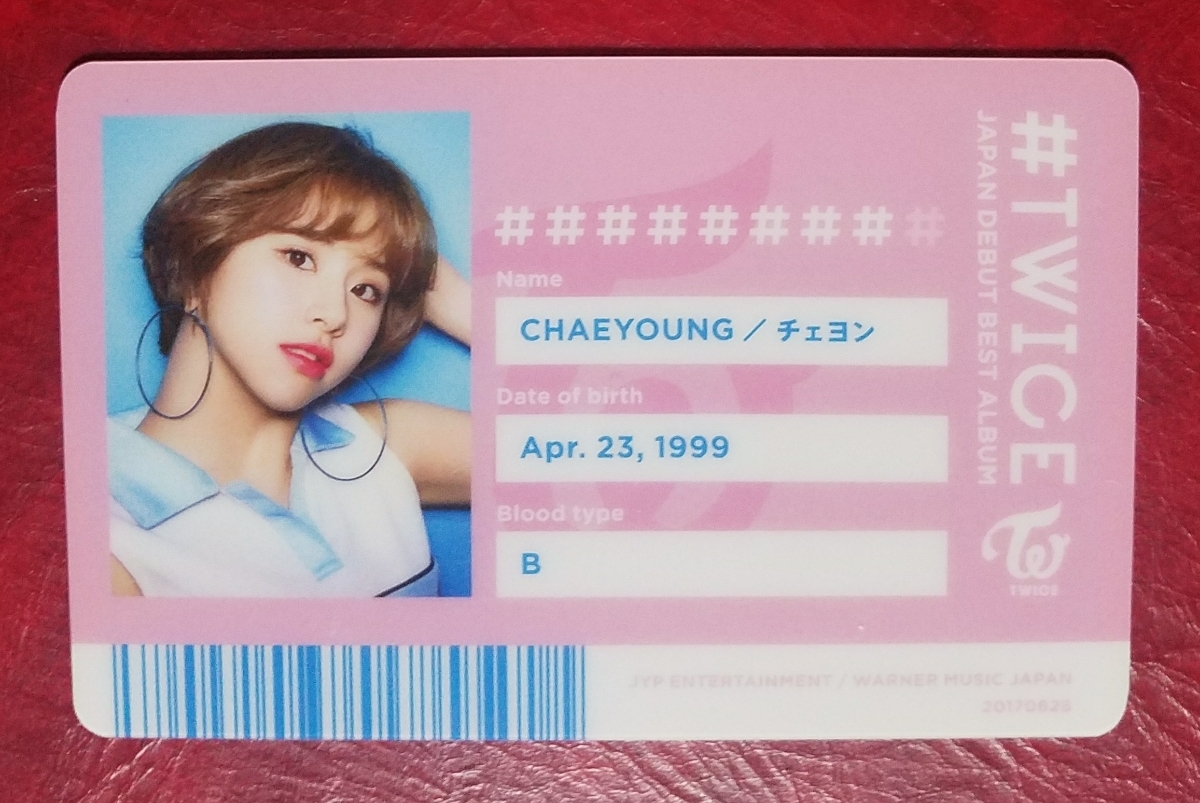 ########
Name
CHAEYOUNG / チェヨン
Date of birth
Apr. 23, 1999
Blood type
B
#TWICE
JAPAN DEBUT BEST ALBUM
TWICE
JYP ENTERTAINMENT / WARNER MUSIC JAPAN
20170628